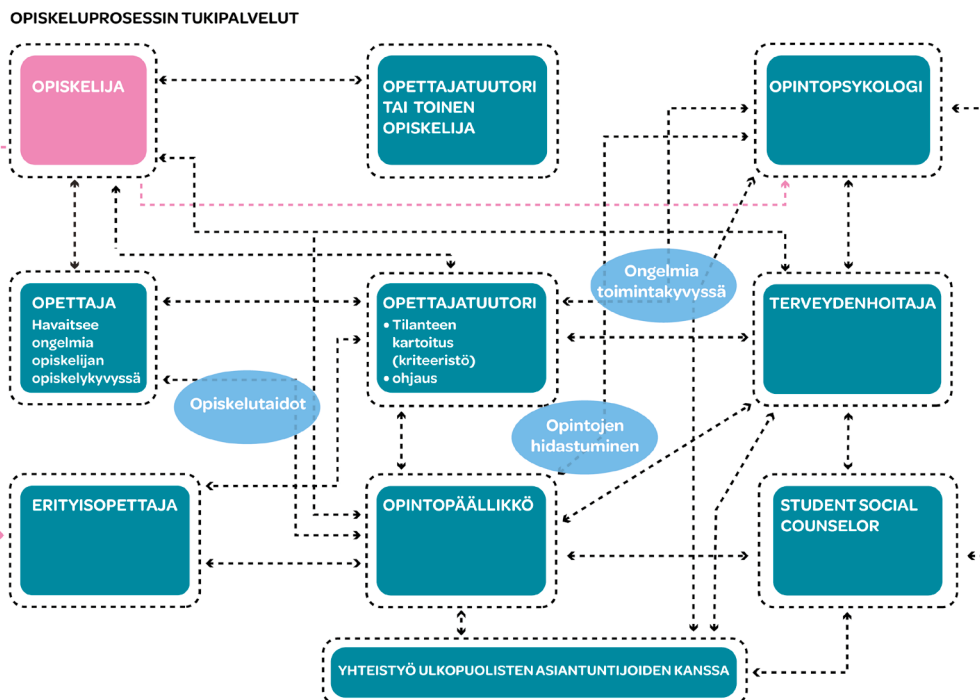 OPISKELUPROSESSIN TUKIPALVELUT
OPISKELIJA
OPETTAJATUUTORI
TAI TOINEN
OPISKELIJA
OPINTOPSYKOLOGI
Ongelmia
toimintakyvyssä
OPETTAJA
Havaitsee
ongelmia
opiskelijan
opiskelykyvyssä
OPETTAJATUUTORI
• Tilanteen
kartoitus
(kriteeristö)
• ohjaus
TERVEYDENHOITAJA
Opiskelutaidot
Opintojen
hidastuminen
ERITYISOPETTAJA
OPINTOPÄÄLLIKKÖ
STUDENT SOCIAL
COUNSELOR
YHTEISTYÖ ULKOPUOLISTEN ASIANTUNTIJOIDEN KANSSA